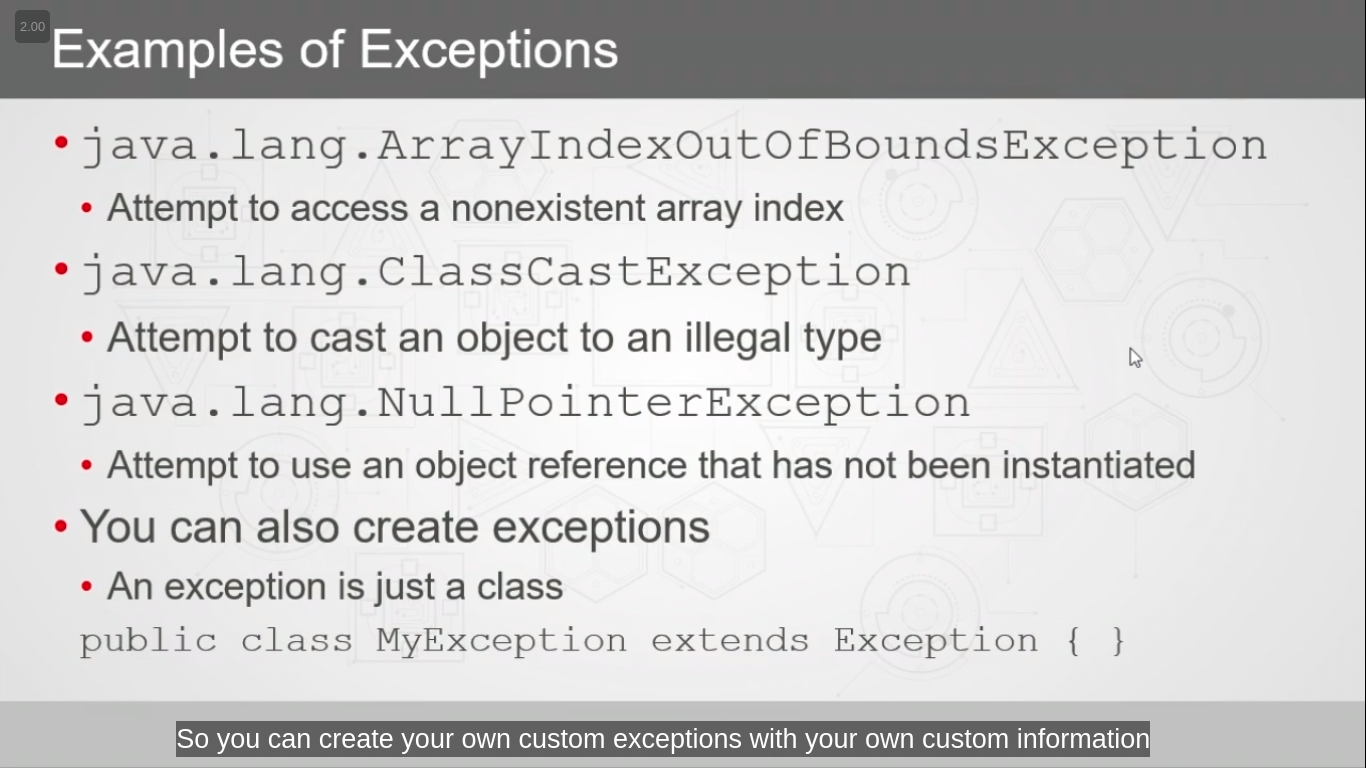 2.00
Examples of Exceptions
• java.lang.ArrayIndexOutOfBoundsException
• Attempt to access a nonexistent array index
• java.lang.ClassCastException
• Attempt to cast an object to an illegal type
• java.lang.NullPointerException
• Attempt to use an object reference that has not been instantiated
• You can also create exceptions
• An exception is just a class
public class MyException extends Exception { }
So you can create your own custom exceptions with your own custom information